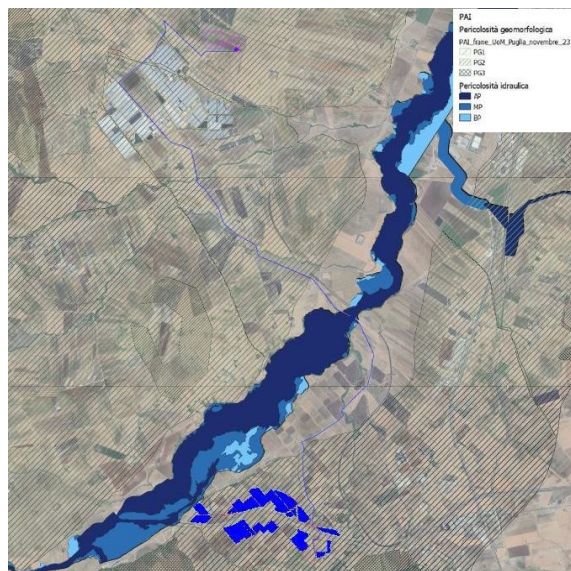 PAI
Pericolosità geomorfologica
PAI_frane_UoM_Puglia_novembre_23
PG1
PG2
PG3
Pericolosità idraulica
AP
MP
BP